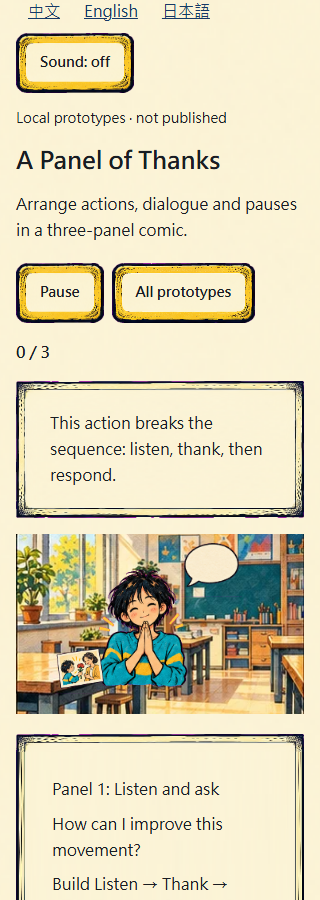 中文 English 日本語
Sound: off
Local prototypes · not published
A Panel of Thanks
Arrange actions, dialogue and pauses
in a three-panel comic.
Pause All prototypes
0 / 3
This action breaks the
sequence: listen, thank, then
respond.
Panel 1: Listen and ask
How can I improve this
movement?
Build Listen → Thank →